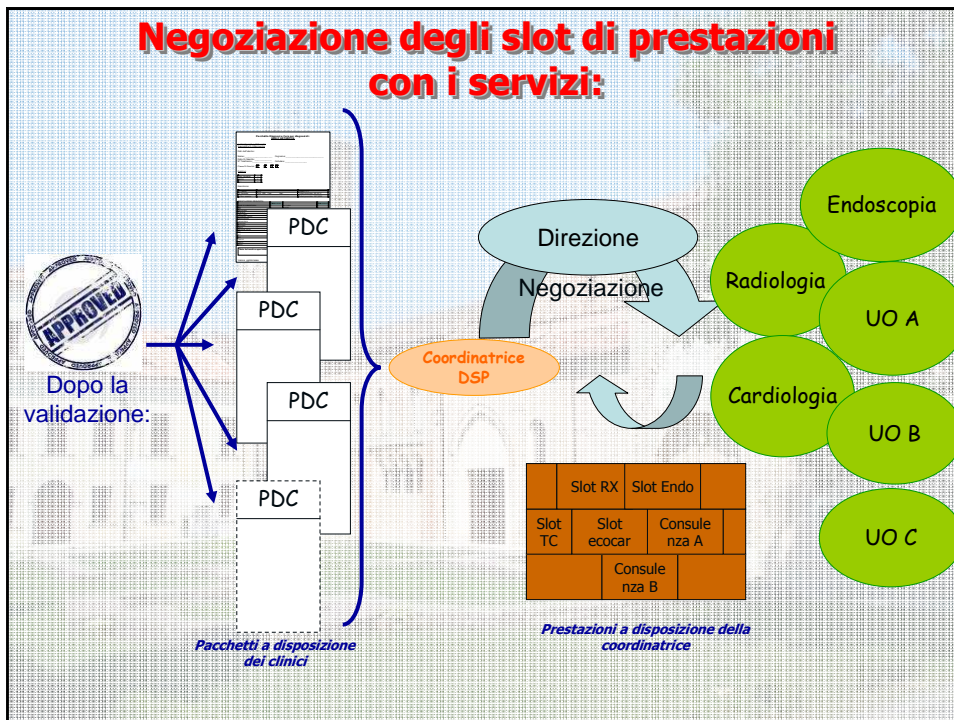 Negoziazione degli slot di prestazioni
con i servizi:
APPROVED
Dopo la
validazione:
PDC
PDC
PDC
PDC
Pacchetti a disposizione
dei clinici
Coordinatrice
DSP
Direzione
Negoziazione
Endoscopia
Radiologia
UO A
Cardiologia
UO B
UO C
Slot RX
Slot Endo
Slot
TC
Slot
ecocar
Consule
nza A
Consule
nza B
Prestazioni a disposizione della
coordinatrice